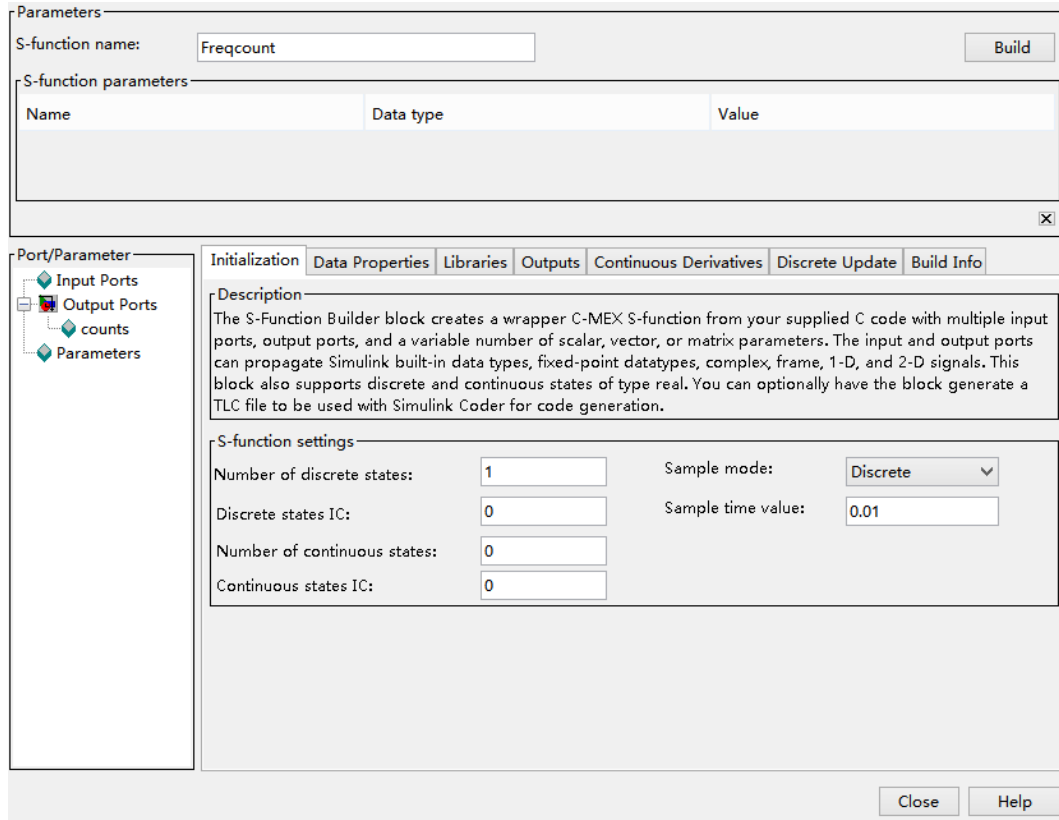 Parameters
S-function name: Freqcount Build
S-function parameters
Name Data type Value
Port/Parameter
Input Ports
Output Ports
counts
Parameters
Initialization Data Properties Libraries Outputs Continuous Derivatives Discrete Update Build Info
Description
The S-Function Builder block creates a wrapper C-MEX S-function from your supplied C code with multiple input
ports, output ports, and a variable number of scalar, vector, or matrix parameters. The input and output ports
can propagate Simulink built-in data types, fixed-point datatypes, complex, frame, 1-D, and 2-D signals. This
block also supports discrete and continuous states of type real. You can optionally have the block generate a
TLC file to be used with Simulink Coder for code generation.
S-function settings
Number of discrete states: 1 Sample mode: Discrete
Discrete states IC: 0 Sample time value: 0.01
Number of continuous states: 0
Continuous states IC: 0
Close Help